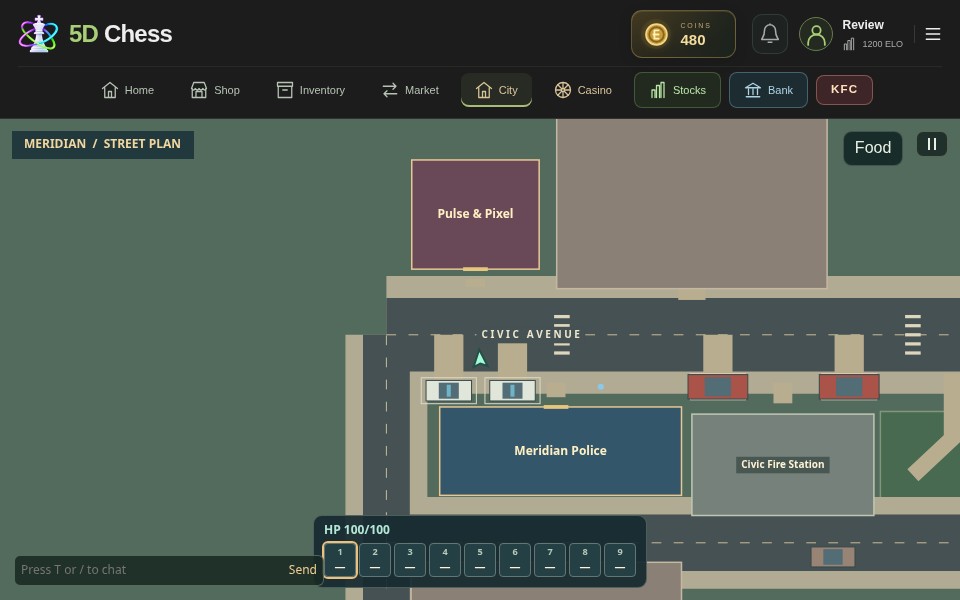 5D Chess
COINS
480
Review
1200 ELO
Home
Shop
Inventory
Market
City
Casino
Stocks
Bank
KFC
MERIDIAN / STREET PLAN
Food
Pulse & Pixel
CIVIC AVENUE
Meridian Police
Civic Fire Station
HP 100/100
1 2 3 4 5 6 7 8 9
— — — — — — — — —
Press T or / to chat
Send